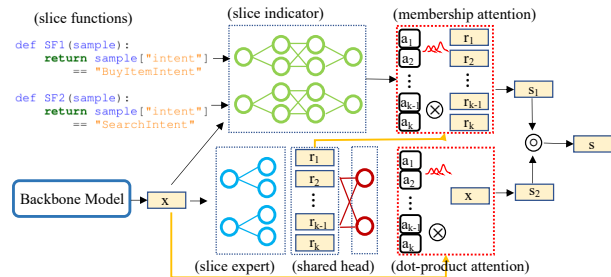 (slice functions)
(slice indicator)
(membership attention)
def SF1(sample):
return sample["intent"]
== "BuyItemIntent"
def SF2(sample):
return sample["intent"]
== "SearchIntent"
a1
a2
⋮
ak-1
ak
r1
r2
⋮
rk-1
rk
s1
s
Backbone Model
x
r1
r2
⋮
rk-1
rk
a1
a2
⋮
ak-1
ak
x
s2
(slice expert)
(shared head)
(dot-product attention)